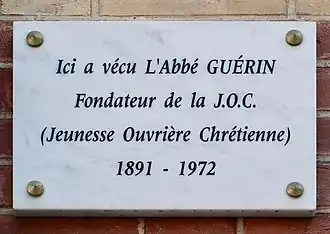 Ici a vécu L'Abbé GUÉRIN
Fondateur de la J.O.C.
(Jeunesse Ouvrière Chrétienne)
1891 - 1972